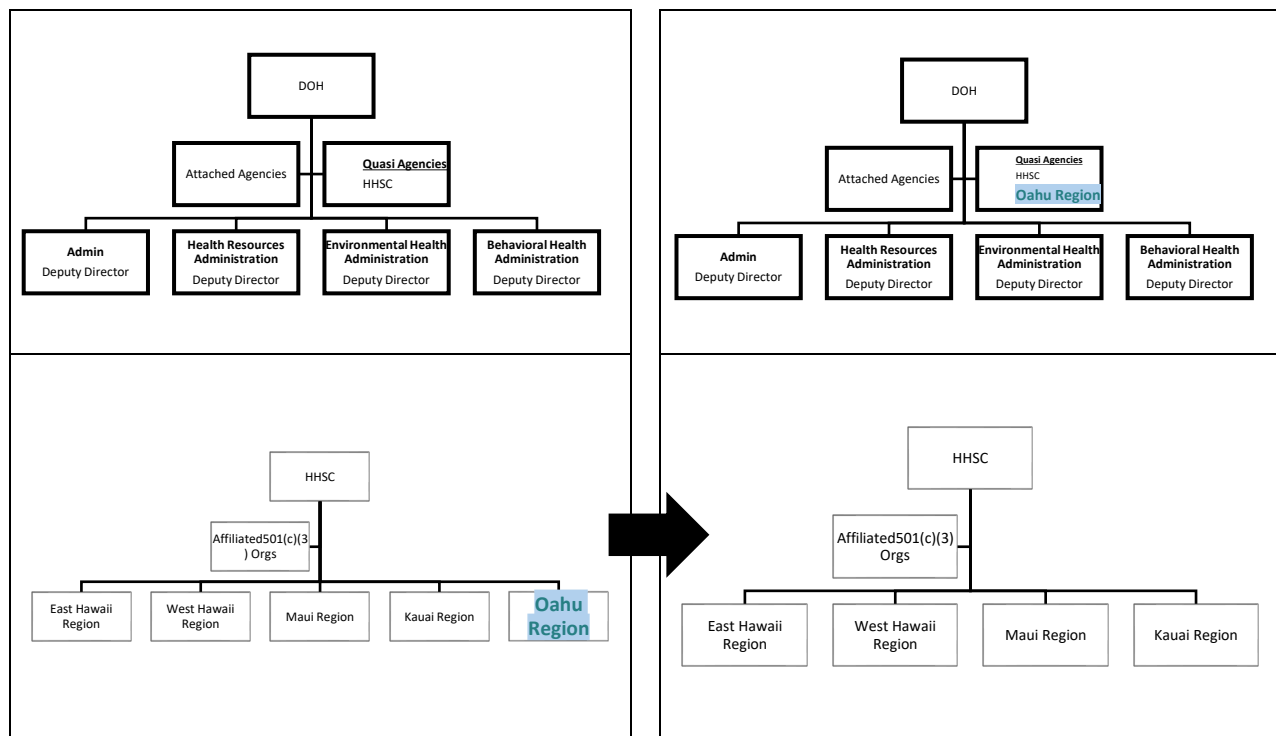 DOH
Attached Agencies
Quasi Agencies
HHSC
Admin
Deputy Director
Health Resources
Administration
Deputy Director
Environmental Health
Administration
Deputy Director
Behavioral Health
Administration
Deputy Director
DOH
Attached Agencies
Quasi Agencies
HHSC
Oahu Region
Admin
Deputy Director
Health Resources
Administration
Deputy Director
Environmental Health
Administration
Deputy Director
Behavioral Health
Administration
Deputy Director
HHSC
Affiliated501(c)(3
) Orgs
East Hawaii
Region
West Hawaii
Region
Maui Region
Kauai Region
Oahu
Region
HHSC
Affiliated501(c)(3)
Orgs
East Hawaii
Region
West Hawaii
Region
Maui Region
Kauai Region